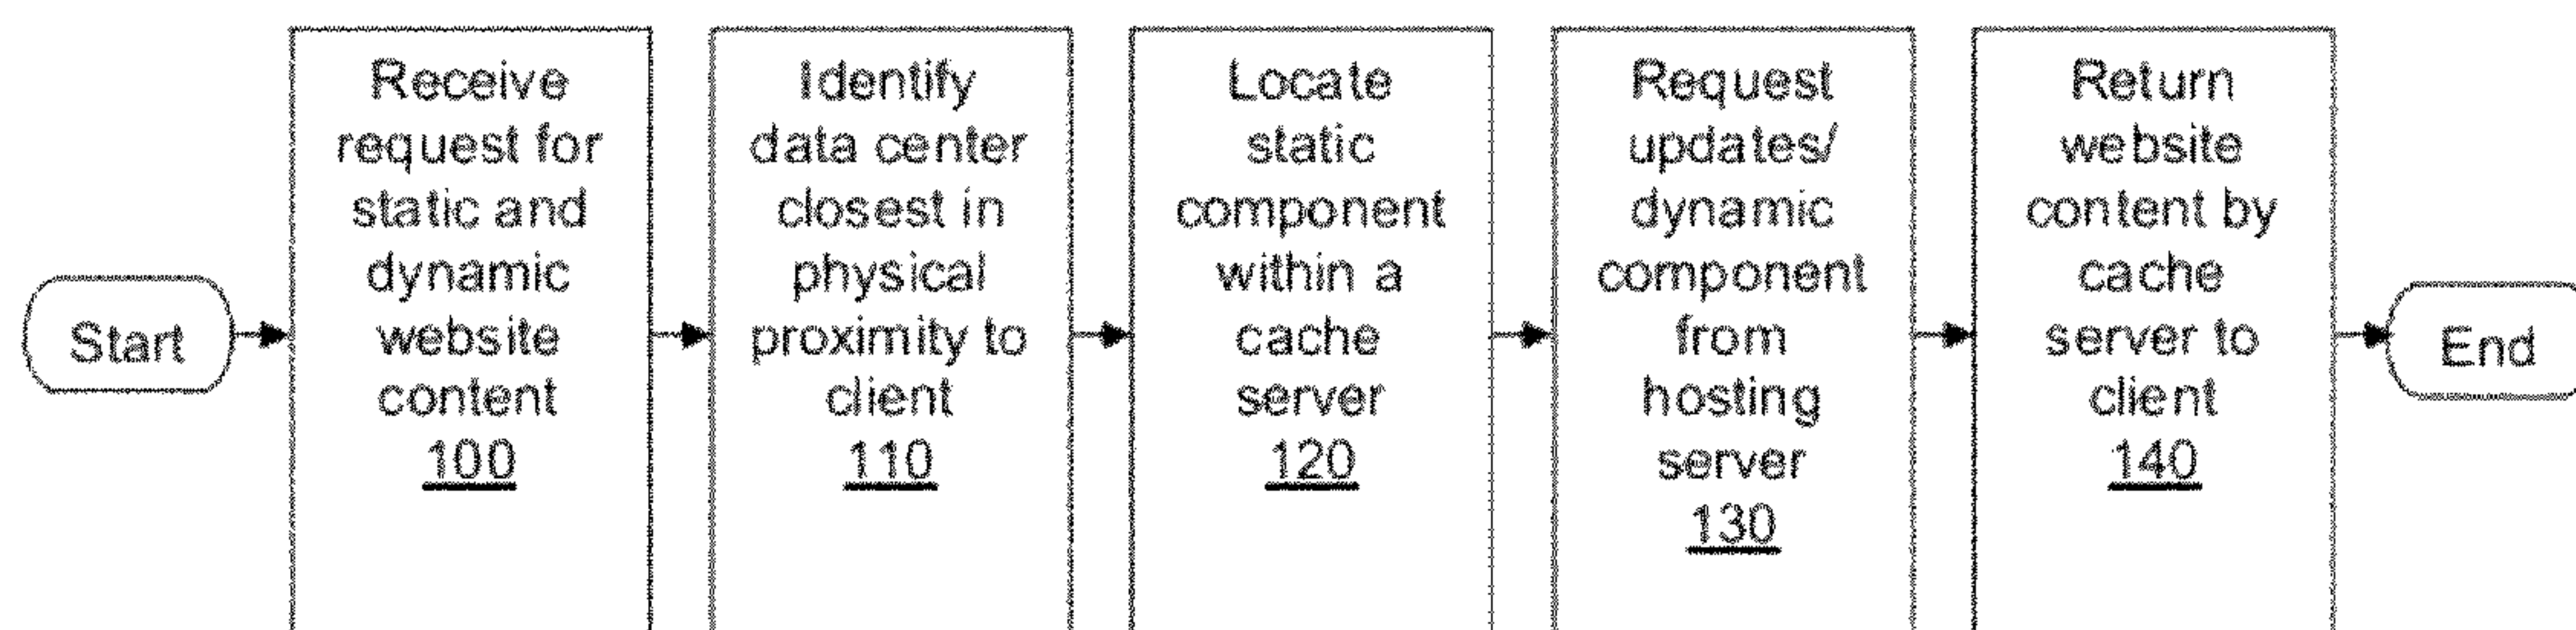 Start
Receive
request for
static and
dynamic
website
content
100
Identify
data center
closest in
physical
proximity to
client
110
Locate
static
component
within a
cache
server
120
Request
updates/
dynamic
component
from
hosting
server
130
Return
website
content by
cache
server to
client
140
End